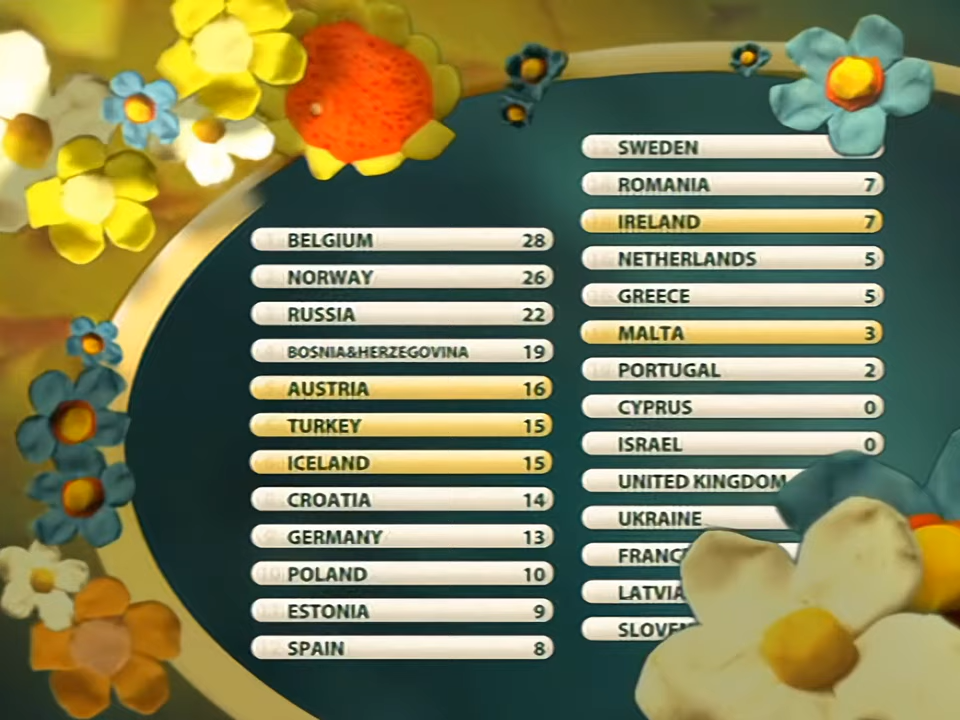 BELGIUM 28
NORWAY 26
RUSSIA 22
BOSNIA&HERZEGOVINA 19
AUSTRIA 16
TURKEY 15
ICELAND 15
CROATIA 14
GERMANY 13
POLAND 10
ESTONIA 9
SPAIN 8
SWEDEN
ROMANIA 7
IRELAND 7
NETHERLANDS 5
GREECE 5
MALTA 3
PORTUGAL 2
CYPRUS 0
ISRAEL 0
UNITED KINGDOM
UKRAINE
FRANC
LATVIA
SLOVEN